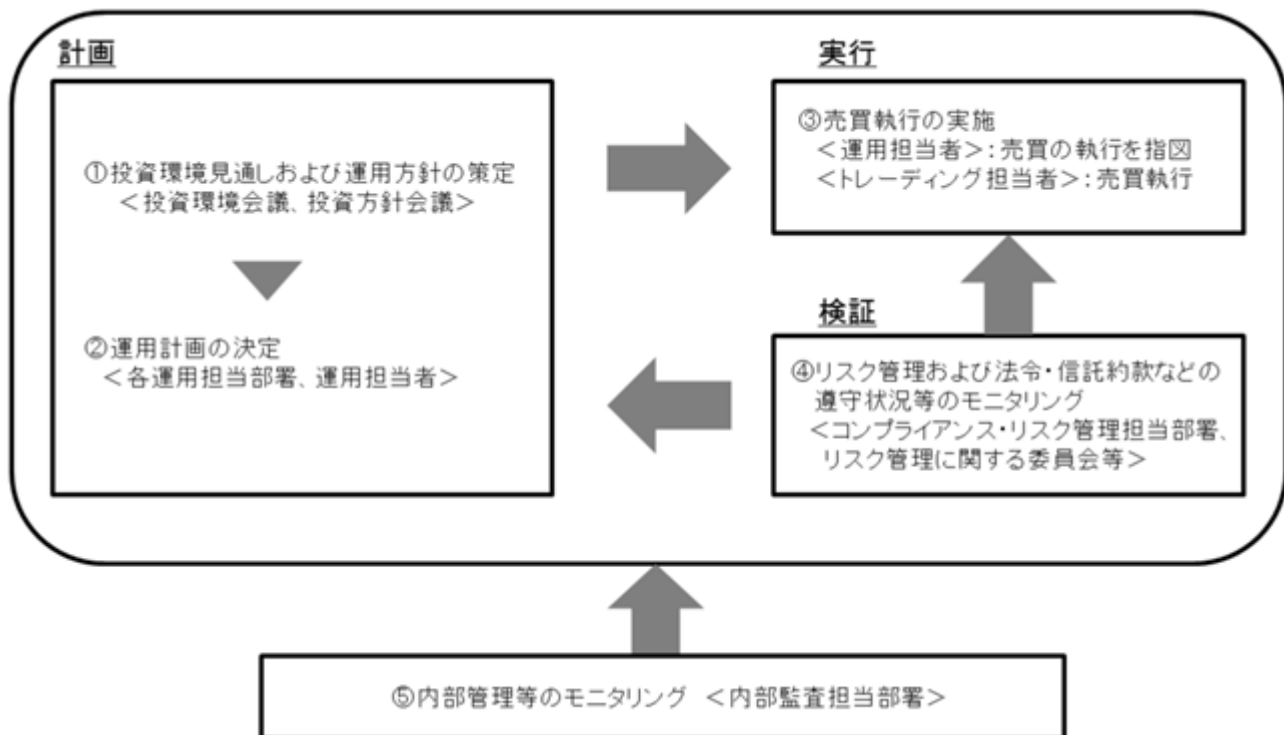 計画
①投資環境見通しおよび運用方針の策定
＜投資環境会議、投資方針会議＞
②運用計画の決定
＜各運用担当部署、運用担当者＞
実行
③売買執行の実施
＜運用担当者＞：売買の執行を指図
＜トレーディング担当者＞：売買執行
検証
④リスク管理および法令・信託約款などの
遵守状況等のモニタリング
＜コンプライアンス・リスク管理担当部署、
リスク管理に関する委員会等＞
⑤内部管理等のモニタリング ＜内部監査担当部署＞